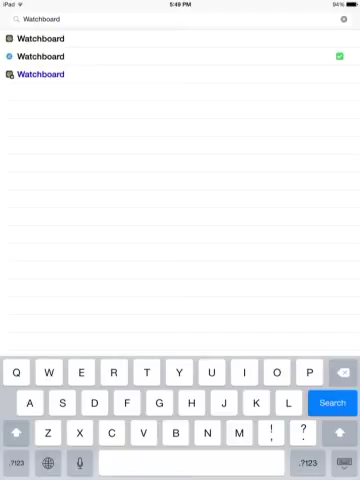 iPad 5:49 PM 94%
Watchboard
Watchboard
Watchboard
Watchboard
Q W E R T Y U I O P
A S D F G H J K L Search
Z X C V B N M ! , ? .
.?123 .?123